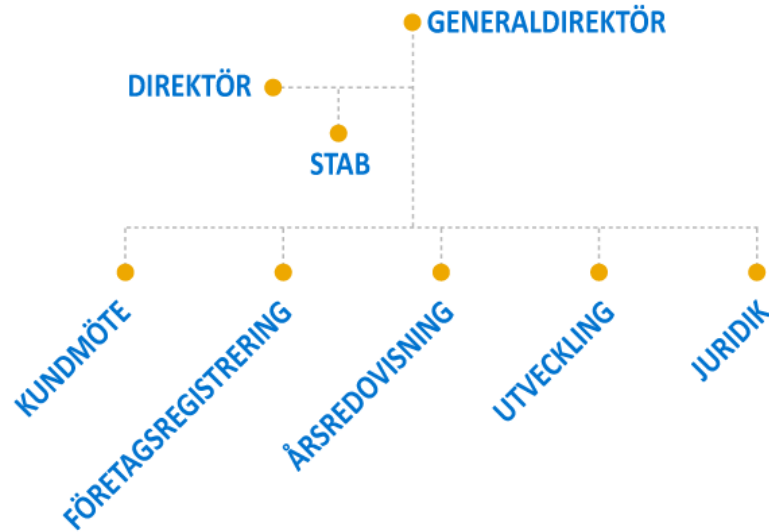 GENERALDIREKTÖR
DIREKTÖR
STAB
KUNDMÖTE
FÖRETAGSREGISTRERING
ÅRSREDOVISNING
UTVECKLING
JURIDIK